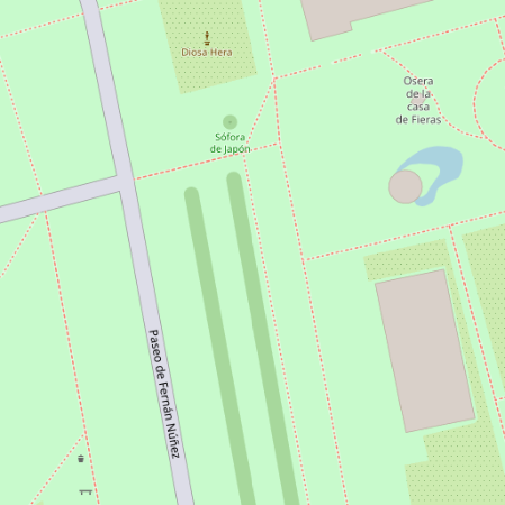 Diosa Hera
Osera
de la
casa
de Fieras
Sófora
de Japón
Paseo de Fernán Núñez